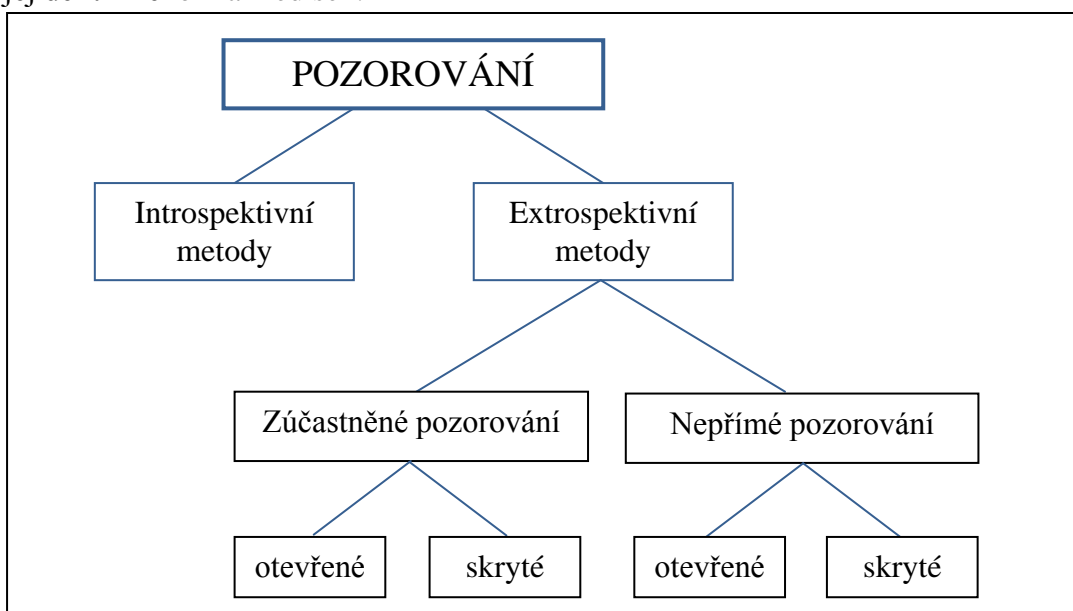 POZOROVÁNÍ
Introspektivní
metody
Extrospektivní
metody
Zúčastněné pozorování
Nepřímé pozorování
otevřené
skryté
otevřené
skryté